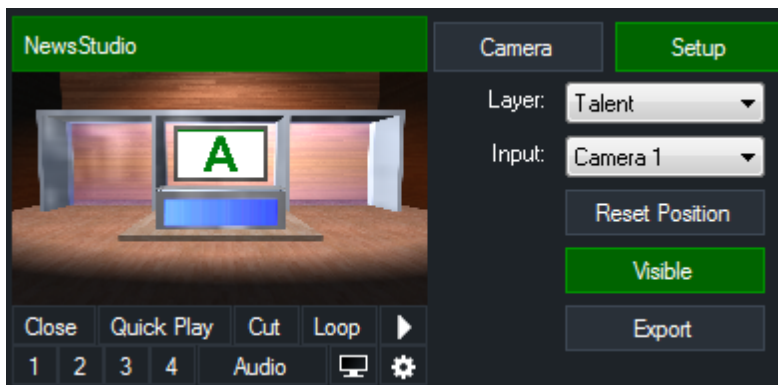 NewsStudio
Camera Setup
Layer: Talent
Input: Camera 1
A
Reset Position
Visible
Close Quick Play Cut Loop Export
1 2 3 4 Audio